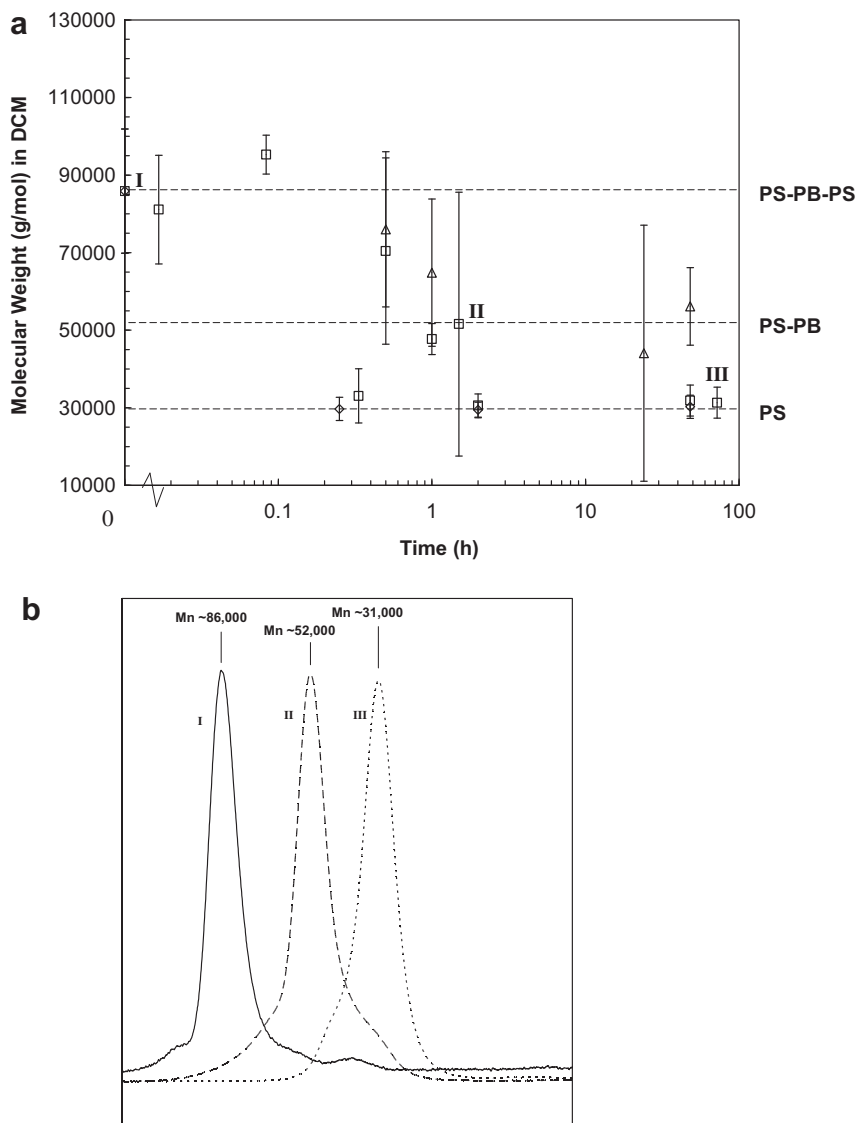 a
Molecular Weight (g/mol) in DCM
130000
110000
90000
70000
50000
30000
10000
I
II
III
PS-PB-PS
PS-PB
PS
0
0.1
1
10
100
Time (h)
b
Mn ~86,000
Mn ~52,000
Mn ~31,000
I
II
III